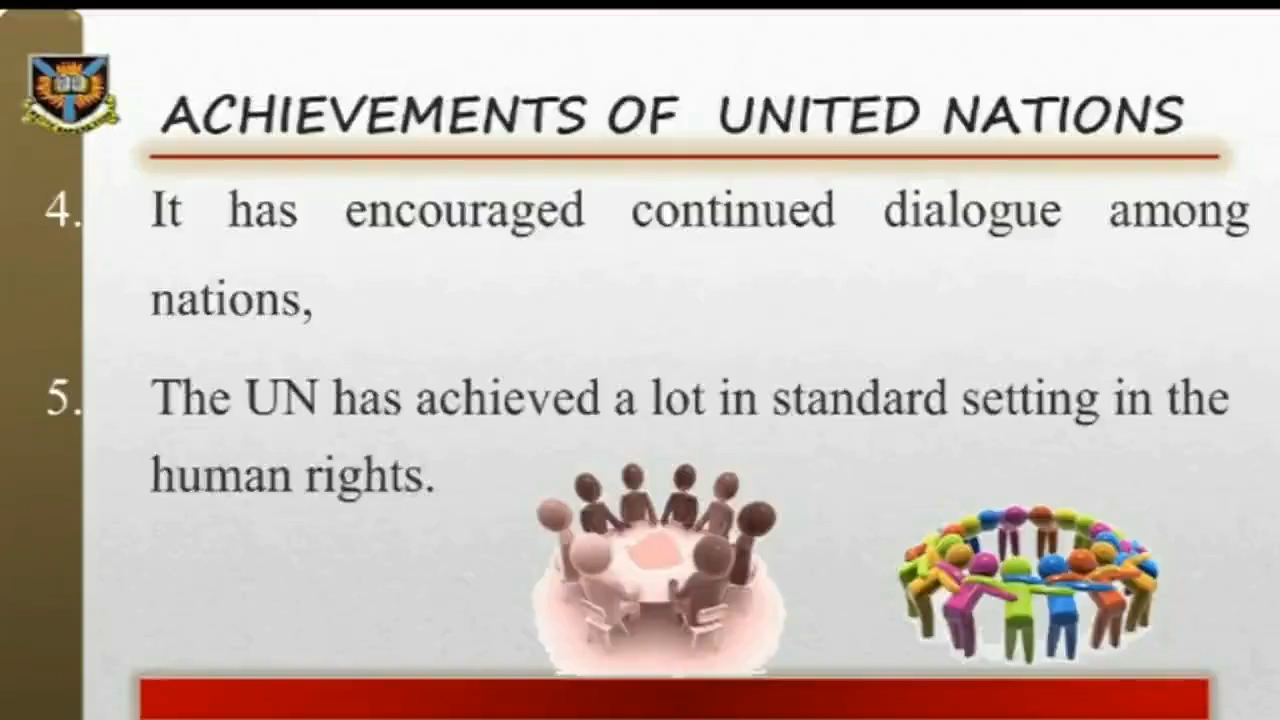 ACHIEVEMENTS OF UNITED NATIONS
4. It has encouraged continued dialogue among
nations,
5. The UN has achieved a lot in standard setting in the
human rights.